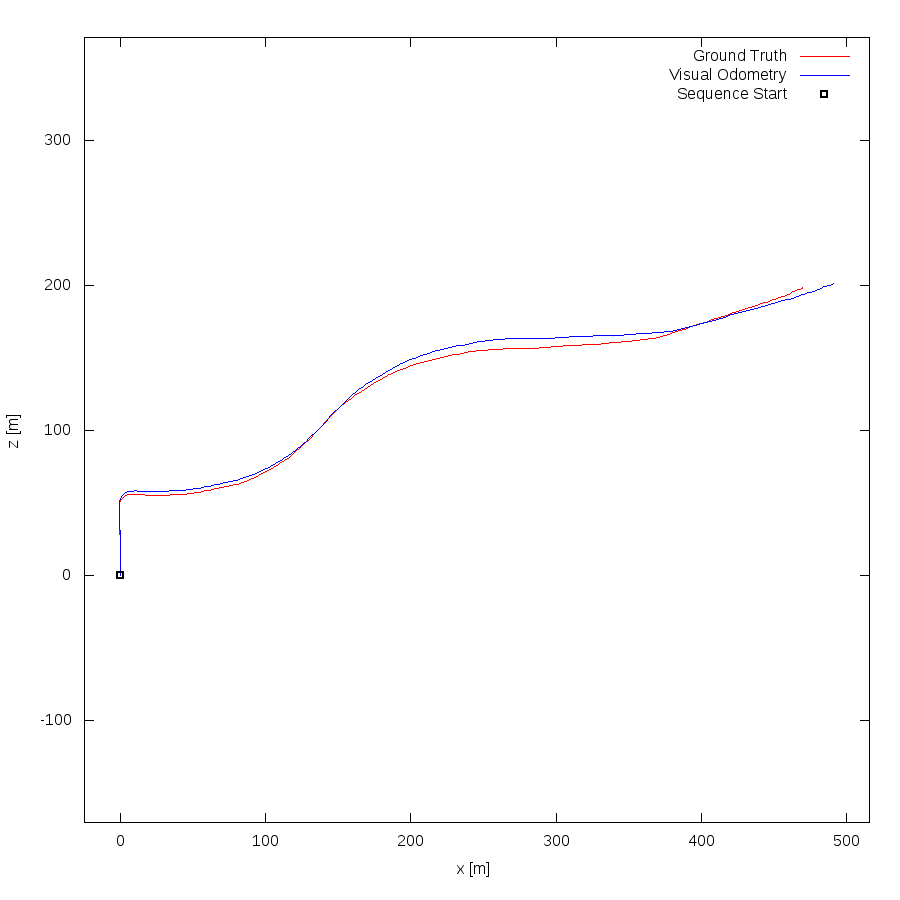 Ground Truth
Visual Odometry
Sequence Start
300
200
100
0
-100
z [m]
0 100 200 300 400 500
x [m]